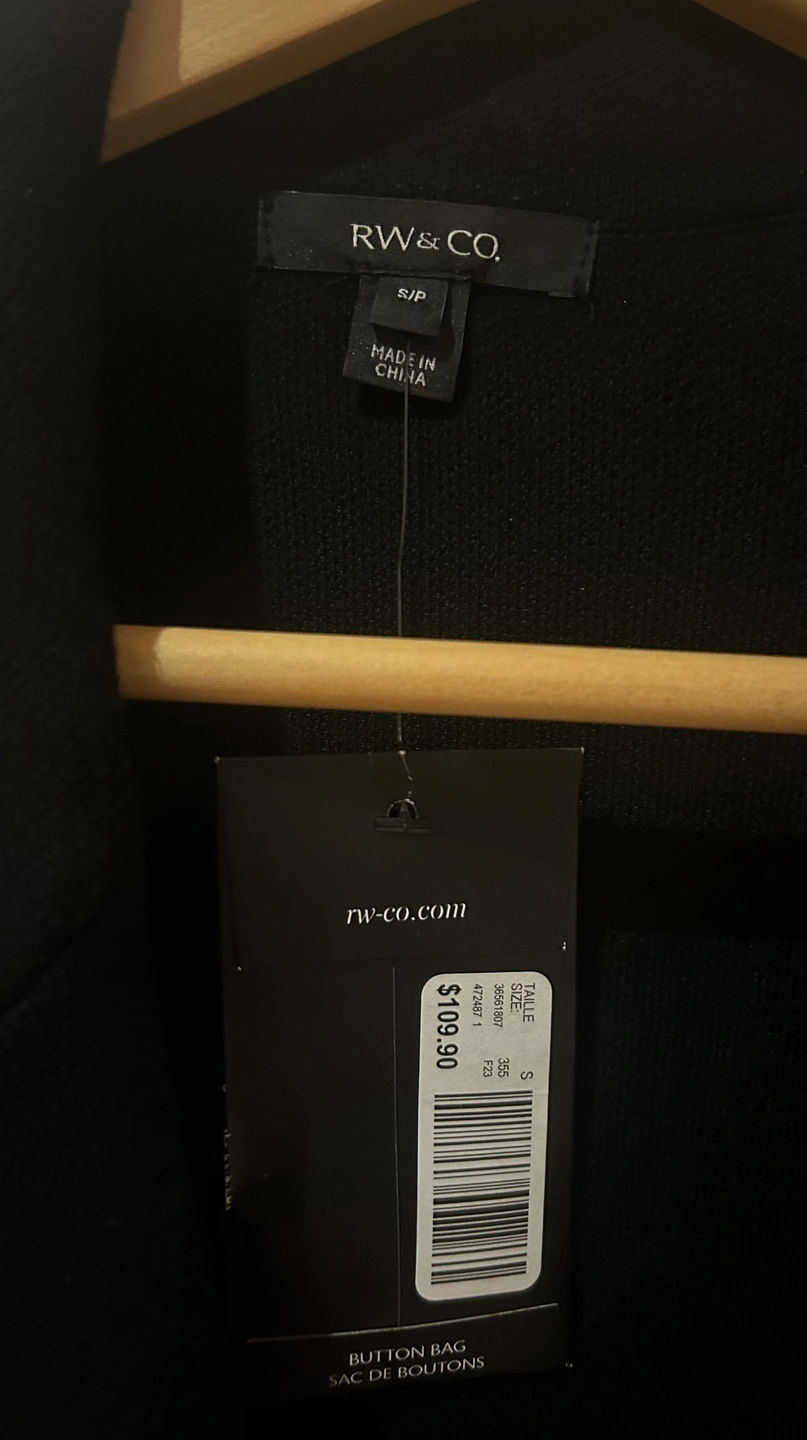 RW & CO.
S/P
MADE IN
CHINA
rw-co.com
TAILLE
SIZE: S
36561807 355
472487 1 F23
$109.90
BUTTON BAG
SAC DE BOUTONS